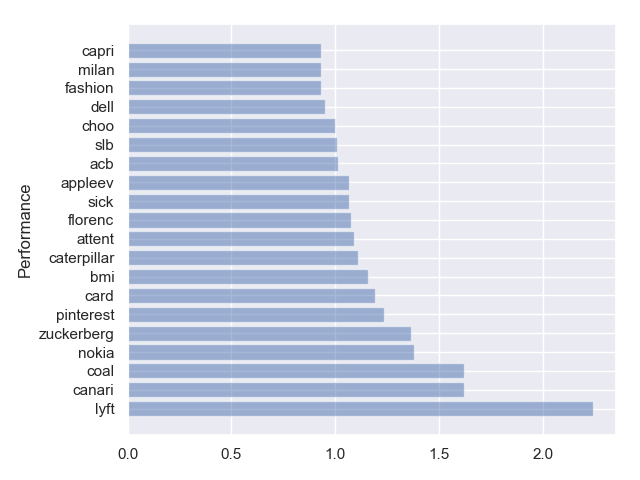 capri
milan
fashion
dell
choo
slb
acb
appleev
sick
florenc
attent
caterpillar
bmi
card
pinterest
zuckerberg
nokia
coal
canari
lyft
Performance
0.0 0.5 1.0 1.5 2.0